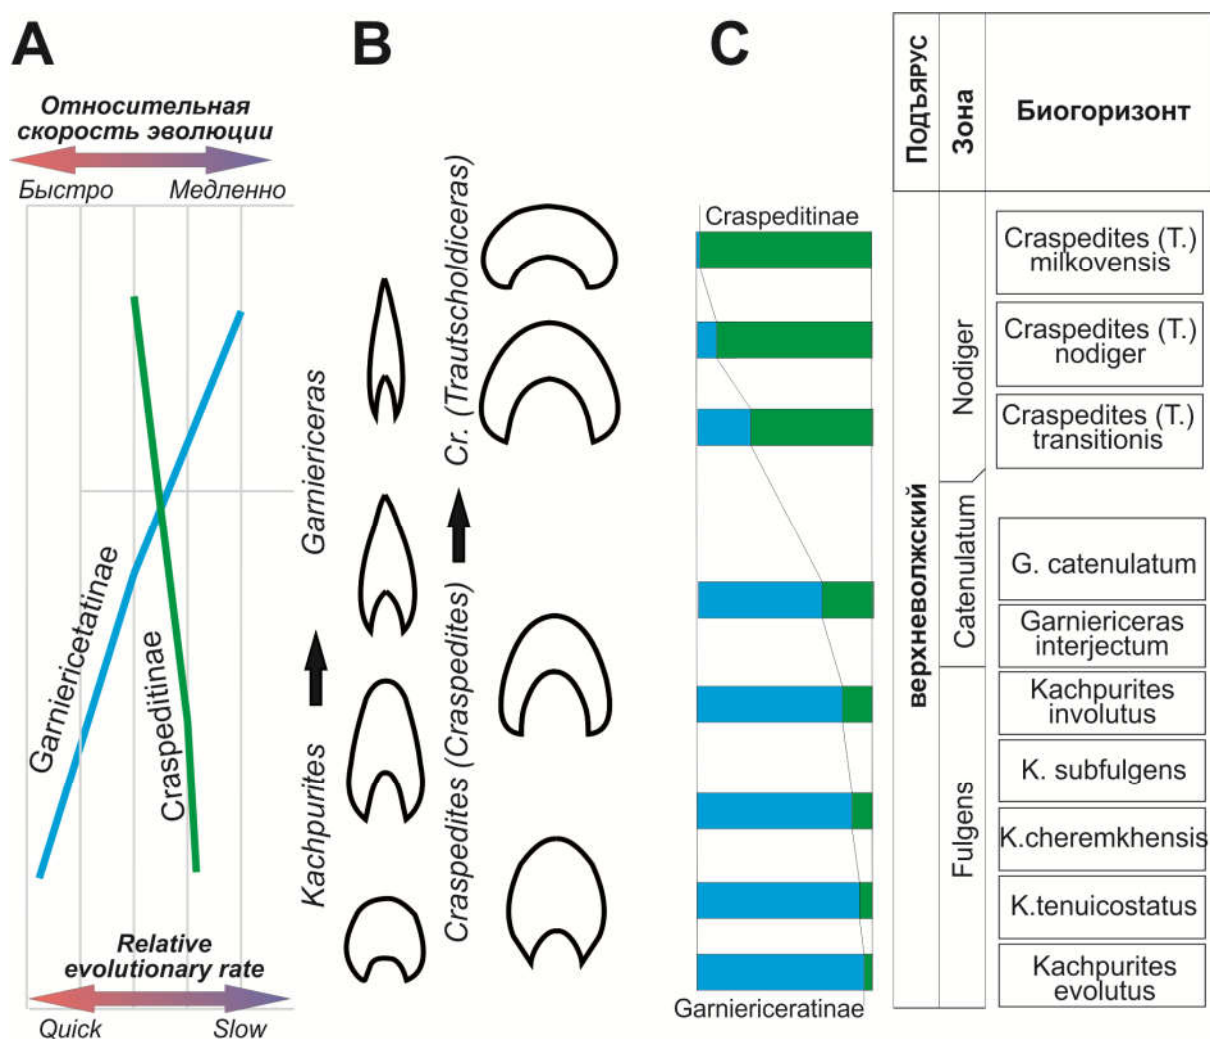 A
Относительная
скорость эволюции
Быстро
Медленно
Garniericetatinae
Craspeditinae
Relative
evolutionary rate
Quick
Slow
B
Garniericeras
Kachpurites
Cr. (Trautscholdiceras)
Craspedites (Craspedites)
C
Craspeditinae
Garniericeratinae
Подъярус
Зона
Биогоризонт
верхневолжский
Nodiger
Catenulatum
Fulgens
Craspedites (T.)
milkovensis
Craspedites (T.)
nodiger
Craspedites (T.)
transitionis
G. catenulatum
Garniericeras
interjectum
Kachpurites
involutus
K. subfulgens
K.cheremkhensis
K.tenuicostatus
Kachpurites
evolutus